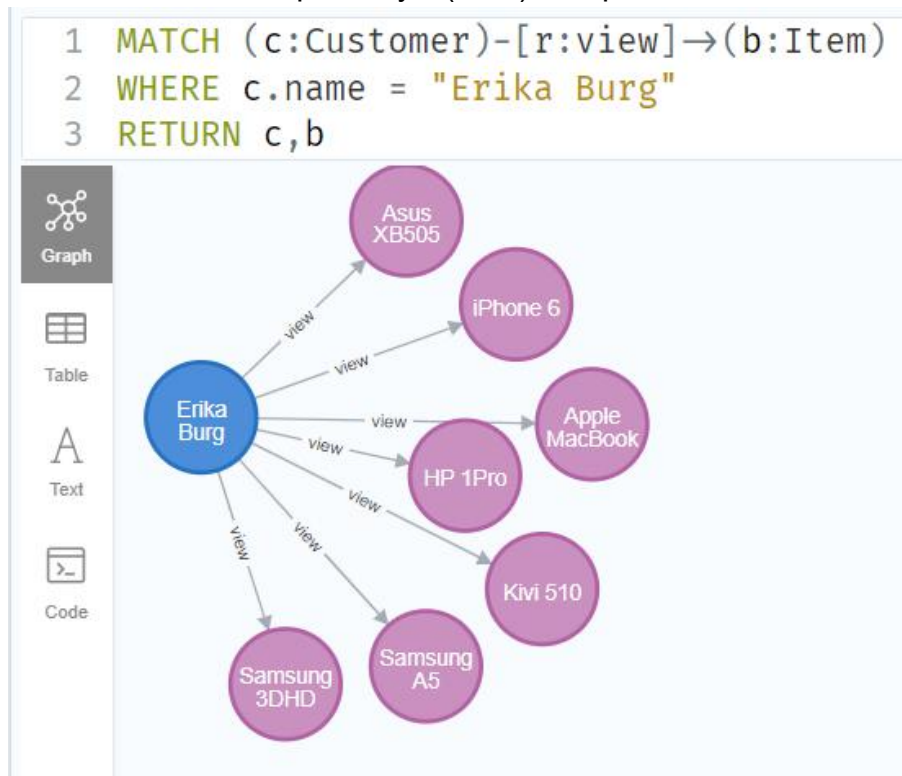 1 MATCH (c:Customer)-[r:view]→(b:Item)
2 WHERE c.name = "Erika Burg"
3 RETURN c,b
Graph
Table
Text
Code
Asus
XB505
view
iPhone 6
view
Erika
Burg
view
Apple
MacBook
view
HP 1Pro
view
Kivi 510
view
view
Samsung
A5
Samsung
3DHD